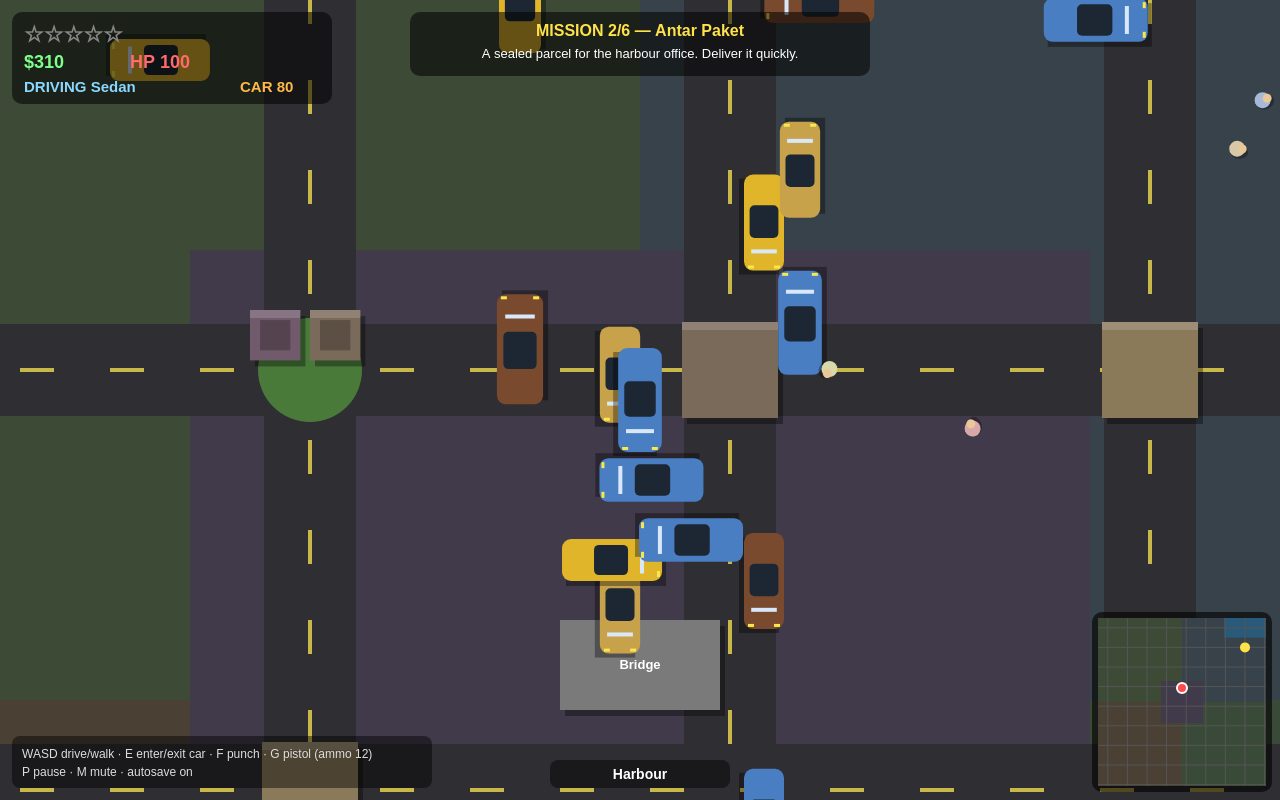 ☆☆☆☆☆
$310 HP 100
DRIVING Sedan CAR 80
MISSION 2/6 — Antar Paket
A sealed parcel for the harbour office. Deliver it quickly.
Bridge
WASD drive/walk · E enter/exit car · F punch · G pistol (ammo 12)
P pause · M mute · autosave on
Harbour